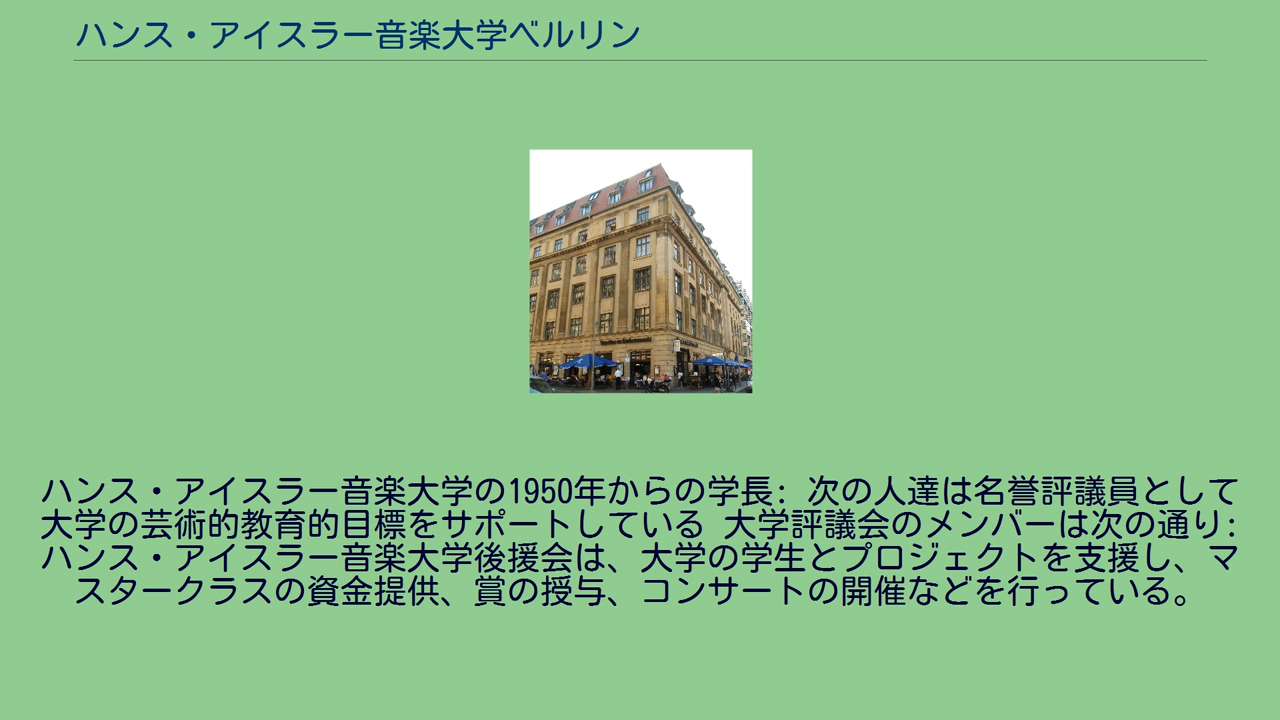 ハンス・アイスラー音楽大学ベルリン
ハンス・アイスラー音楽大学の1950年からの学長: 次の人達は名誉評議員として
大学の芸術的教育的目標をサポートしている 大学評議会のメンバーは次の通り:
ハンス・アイスラー音楽大学後援会は、大学の学生とプロジェクトを支援し、マ
スタークラスの資金提供、賞の授与、コンサートの開催などを行っている。